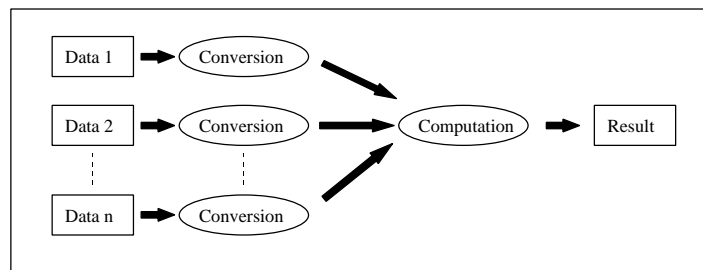 Data 1
Conversion
Data 2
Conversion
Computation
Result
Data n
Conversion